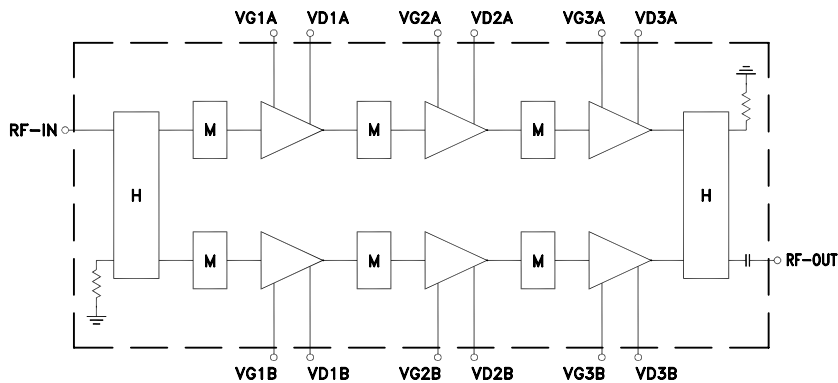 VG1A VD1A VG2A VD2A VG3A VD3A
RF-IN M M M
H H
M M M RF-OUT
VG1B VD1B VG2B VD2B VG3B VD3B